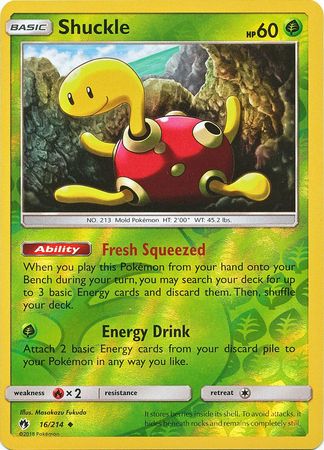 BASIC
Shuckle
HP60
NO. 213 Mold Pokémon HT: 2'00" WT: 45.2 lbs.
Ability Fresh Squeezed
When you play this Pokémon from your hand onto your
Bench during your turn, you may search your deck for up
to 3 basic Energy cards and discard them. Then, shuffle
your deck.
Energy Drink
Attach 2 basic Energy cards from your discard pile to
your Pokémon in any way you like.
weakness ×2 resistance retreat
Illus. Masakazu Fukuda
16/214
©2018 Pokémon
It stores berries inside its shell. To avoid attacks, it
hides beneath rocks and remains completely still.